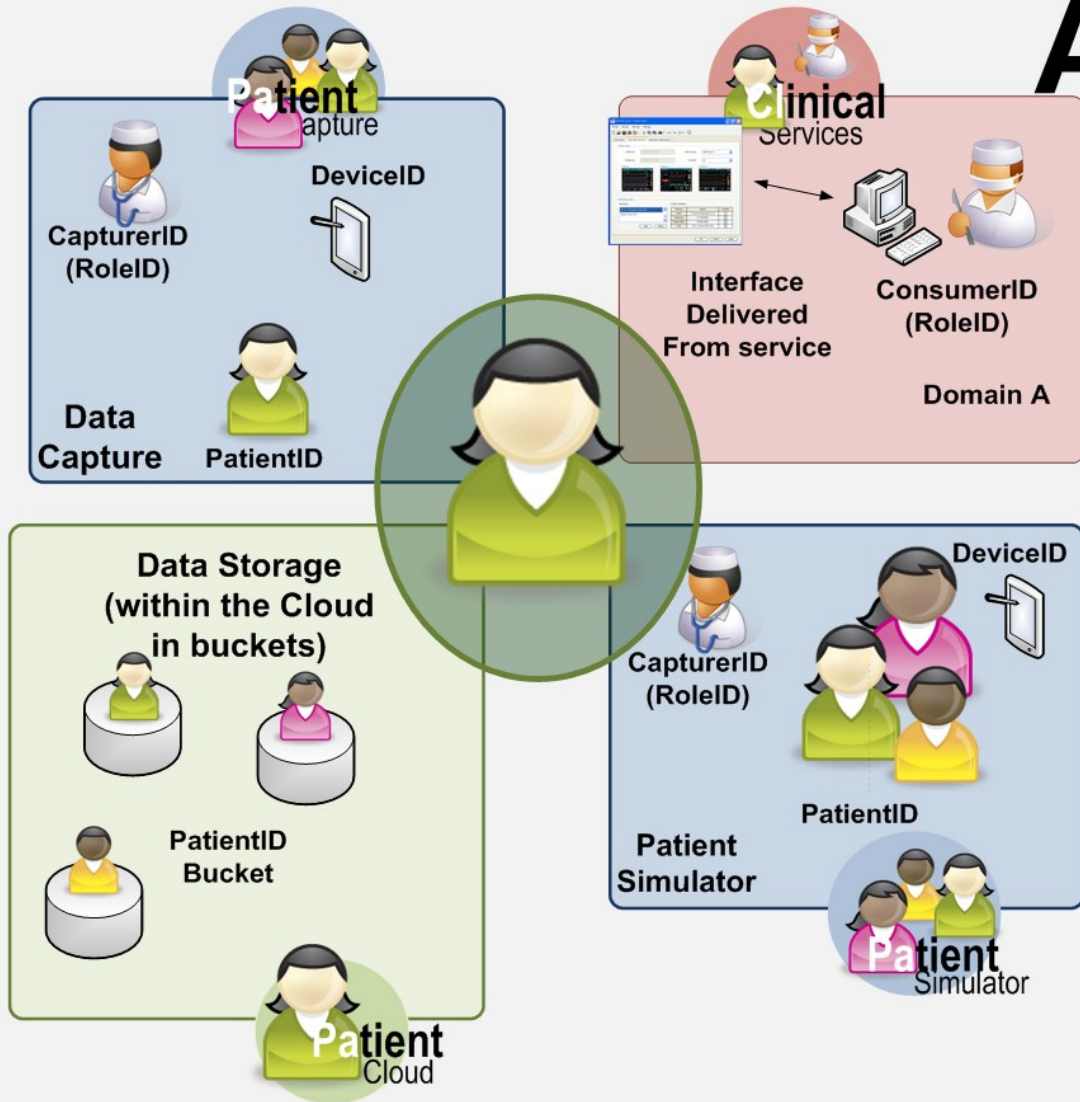 A
Patient
Capture
CapturerID
(RoleID)
DeviceID
PatientID
Data
Capture
Clinical
Services
Interface
Delivered
From service
ConsumerID
(RoleID)
Domain A
Data Storage
(within the Cloud
in buckets)
PatientID
Bucket
Patient
Cloud
CapturerID
(RoleID)
DeviceID
PatientID
Patient
Simulator
Patient
Simulator